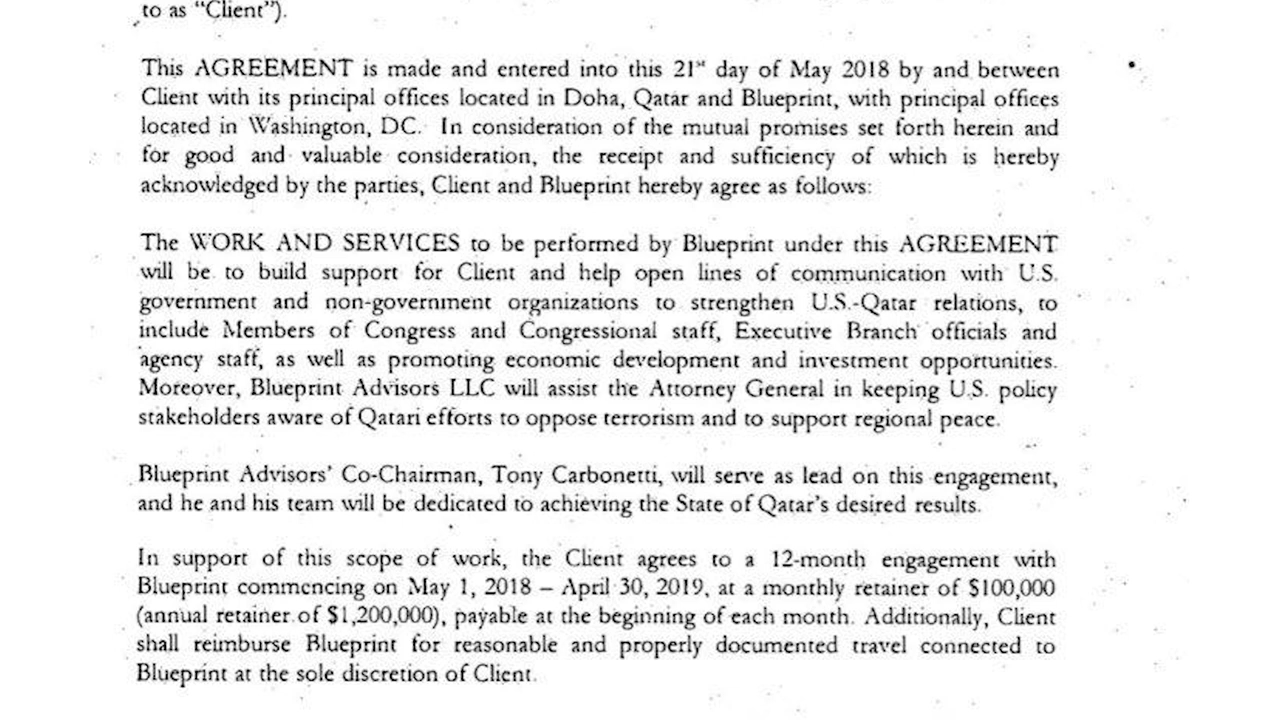 to as “Client”).
This AGREEMENT is made and entered into this 21st day of May 2018 by and between
Client with its principal offices located in Doha, Qatar and Blueprint, with principal offices
located in Washington, DC. In consideration of the mutual promises set forth herein and
for good and valuable consideration, the receipt and sufficiency of which is hereby
acknowledged by the parties, Client and Blueprint hereby agree as follows:
The WORK AND SERVICES to be performed by Blueprint under this AGREEMENT
will be to build support for Client and help open lines of communication with U.S.
government and non-government organizations to strengthen U.S.-Qatar relations, to
include Members of Congress and Congressional staff, Executive Branch officials and
agency staff, as well as promoting economic development and investment opportunities.
Moreover, Blueprint Advisors LLC will assist the Attorney General in keeping U.S. policy
stakeholders aware of Qatari efforts to oppose terrorism and to support regional peace.
Blueprint Advisors’ Co-Chairman, Tony Carbonetti, will serve as lead on this engagement,
and he and his team will be dedicated to achieving the State of Qatar’s desired results.
In support of this scope of work, the Client agrees to a 12-month engagement with
Blueprint commencing on May 1, 2018 – April 30, 2019, at a monthly retainer of $100,000
(annual retainer of $1,200,000), payable at the beginning of each month. Additionally, Client
shall reimburse Blueprint for reasonable and properly documented travel connected to
Blueprint at the sole discretion of Client.